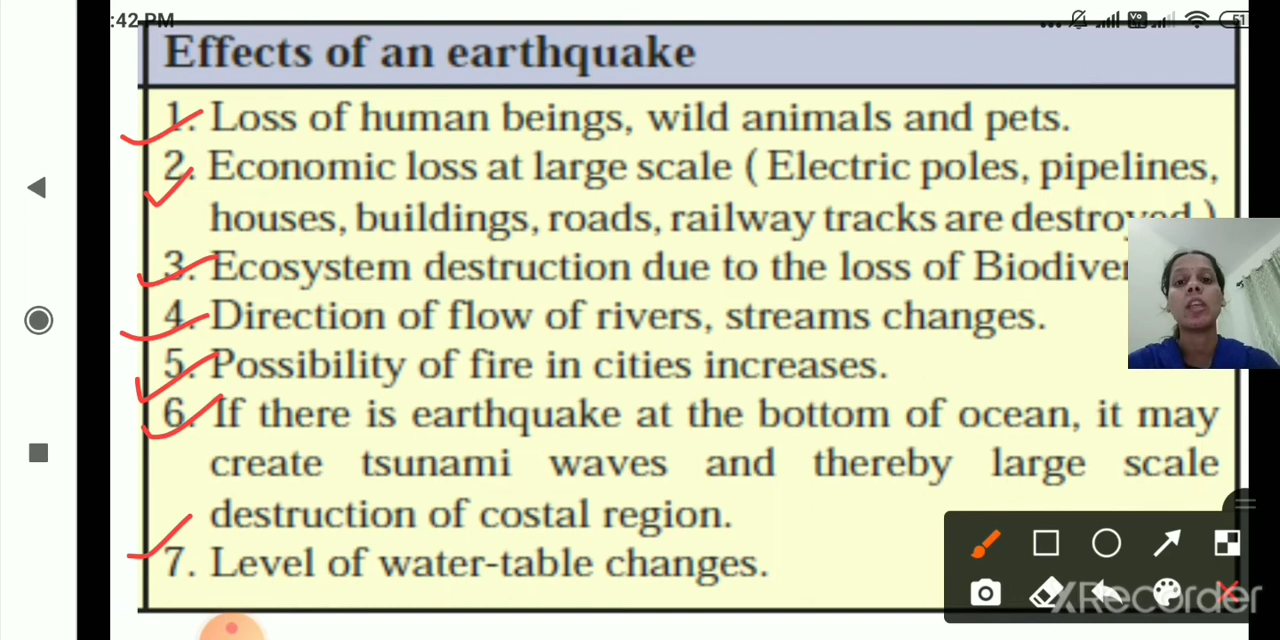 :42 PM
51
Effects of an earthquake
1. Loss of human beings, wild animals and pets.
2. Economic loss at large scale ( Electric poles, pipelines,
houses, buildings, roads, railway tracks are destroyed )
3. Ecosystem destruction due to the loss of
4. Direction of flow of rivers, streams changes.
5. Possibility of fire in cities increases.
6. If there is earthquake at the bottom of ocean, it may
create tsunami waves and thereby large scale
destruction of costal region.
7. Level of water-table changes.
XRecorder